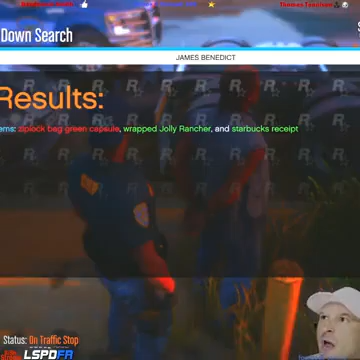 Down Search
JAMES BENEDICT
Results:
ems: ziplock bag green capsule, wrapped Jolly Rancher, and starbucks receipt
Status: On Traffic Stop
LSPDFR